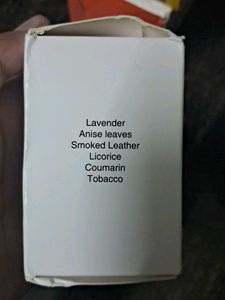 Lavender
Anise leaves
Smoked Leather
Licorice
Coumarin
Tobacco